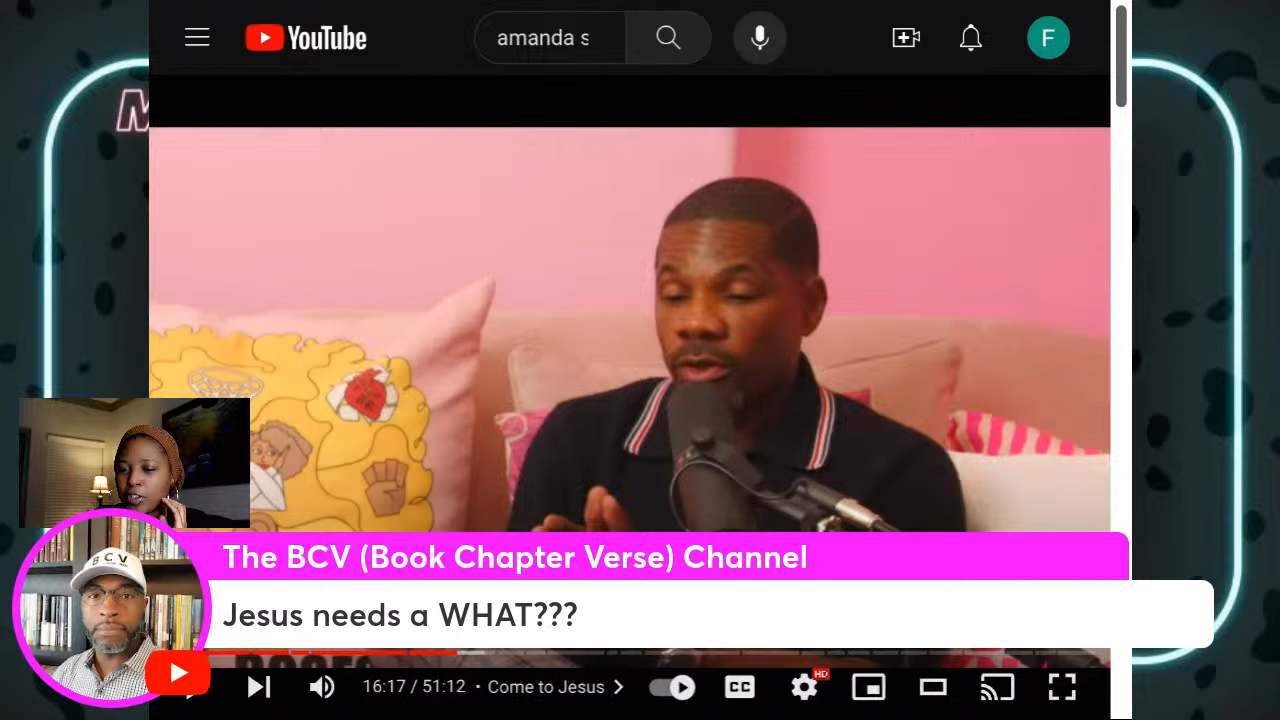 YouTube
amanda s
F
M
BCV
The BCV (Book Chapter Verse) Channel
Jesus needs a WHAT???
16:17 / 51:12 • Come to Jesus
CC
HD